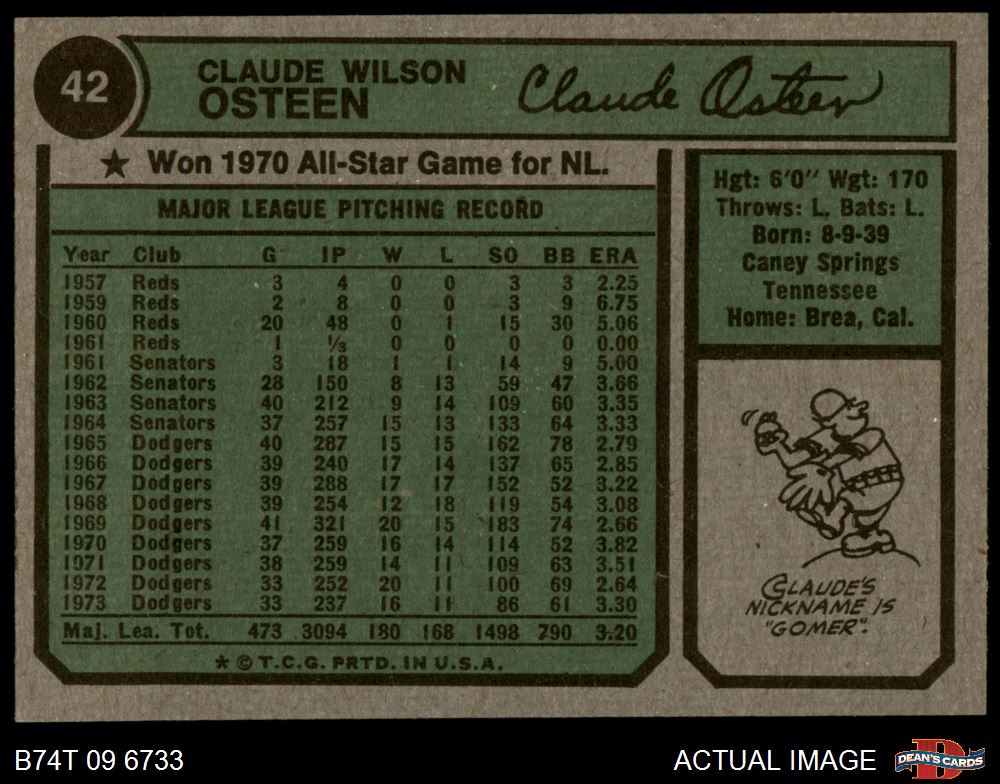 42
CLAUDE WILSON
OSTEEN
Claude Osteen
★ Won 1970 All-Star Game for NL.
MAJOR LEAGUE PITCHING RECORD
Year Club G IP W L SO BB ERA
1957 Reds 3 4 0 0 3 3 2.25
1959 Reds 2 8 0 0 3 9 6.75
1960 Reds 20 48 0 1 15 30 5.06
1961 Reds 1 ⅓ 0 0 0 0 0.00
1961 Senators 3 18 1 1 14 9 5.00
1962 Senators 28 150 8 13 59 47 3.66
1963 Senators 40 212 9 14 109 60 3.35
1964 Senators 37 257 15 13 133 64 3.33
1965 Dodgers 40 287 15 15 162 78 2.79
1966 Dodgers 39 240 17 14 137 65 2.85
1967 Dodgers 39 288 17 17 152 52 3.22
1968 Dodgers 39 254 12 18 119 54 3.08
1969 Dodgers 41 321 20 15 183 74 2.66
1970 Dodgers 37 259 16 14 114 52 3.82
1971 Dodgers 38 259 14 11 109 63 3.51
1972 Dodgers 33 252 20 11 100 69 2.64
1973 Dodgers 33 237 16 11 86 61 3.30
Maj. Lea. Tot. 473 3094 180 168 1498 790 3.20
* © T.C.G. PRTD. IN U.S.A.
Hgt: 6'0" Wgt: 170
Throws: L. Bats: L.
Born: 8-9-39
Caney Springs
Tennessee
Home: Brea, Cal.
CLAUDE'S
NICKNAME IS
"GOMER".
B74T 09 6733
ACTUAL IMAGE
DEAN'S CARDS